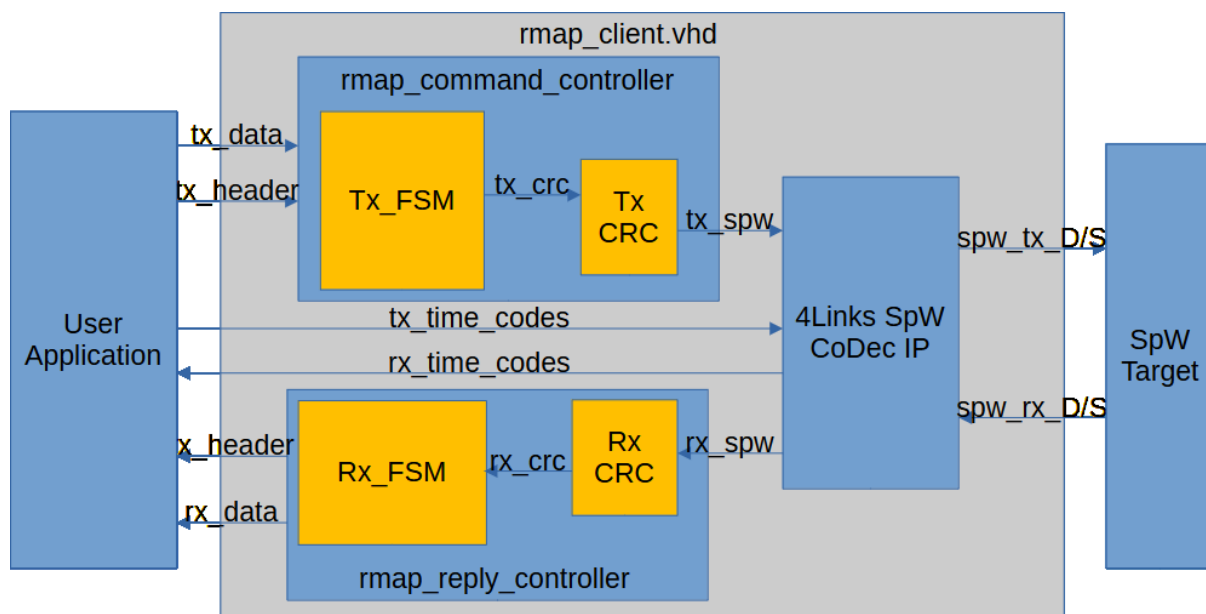 rmap_client.vhd
rmap_command_controller
tx_data
tx_header
Tx_FSM
tx_crc
Tx
CRC
tx_spw
spw_tx_D/S
User
Application
tx_time_codes
rx_time_codes
4Links SpW
CoDec IP
SpW
Target
spw_rx_D/S
x_header
rx_data
Rx_FSM
rx_crc
Rx
CRC
rx_spw
rmap_reply_controller